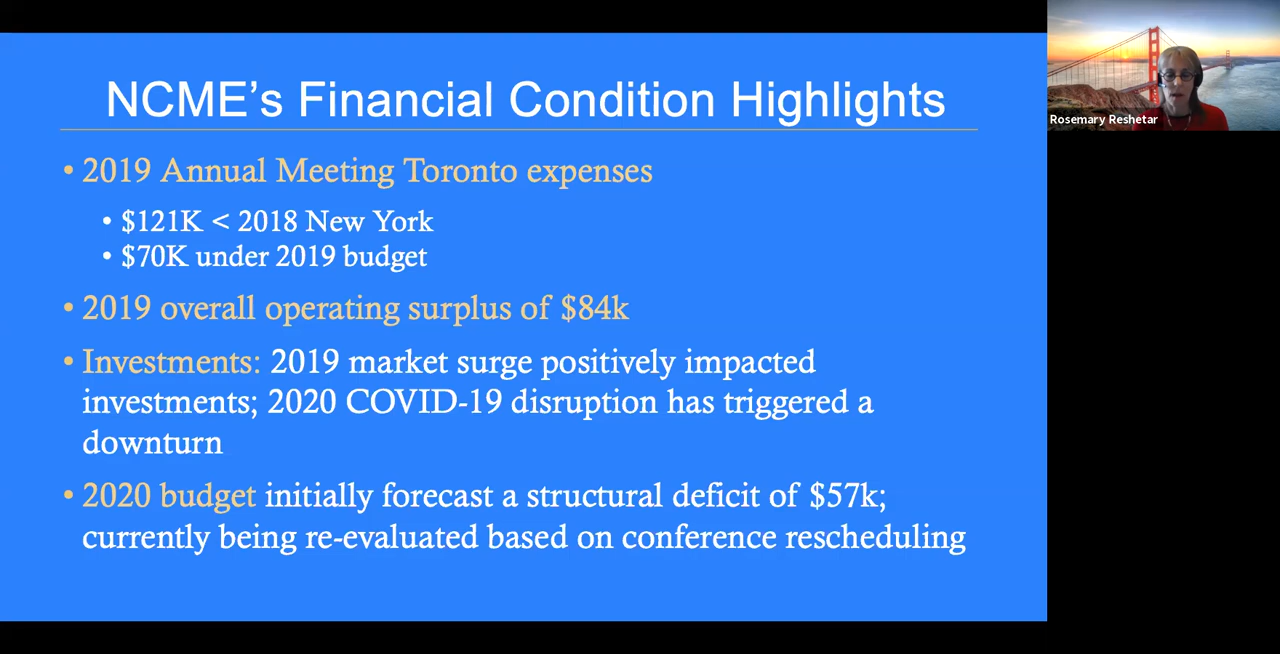 NCME’s Financial Condition Highlights
• 2019 Annual Meeting Toronto expenses
• $121K < 2018 New York
• $70K under 2019 budget
• 2019 overall operating surplus of $84k
• Investments: 2019 market surge positively impacted
investments; 2020 COVID-19 disruption has triggered a
downturn
• 2020 budget initially forecast a structural deficit of $57k;
currently being re-evaluated based on conference rescheduling
Rosemary Reshetar